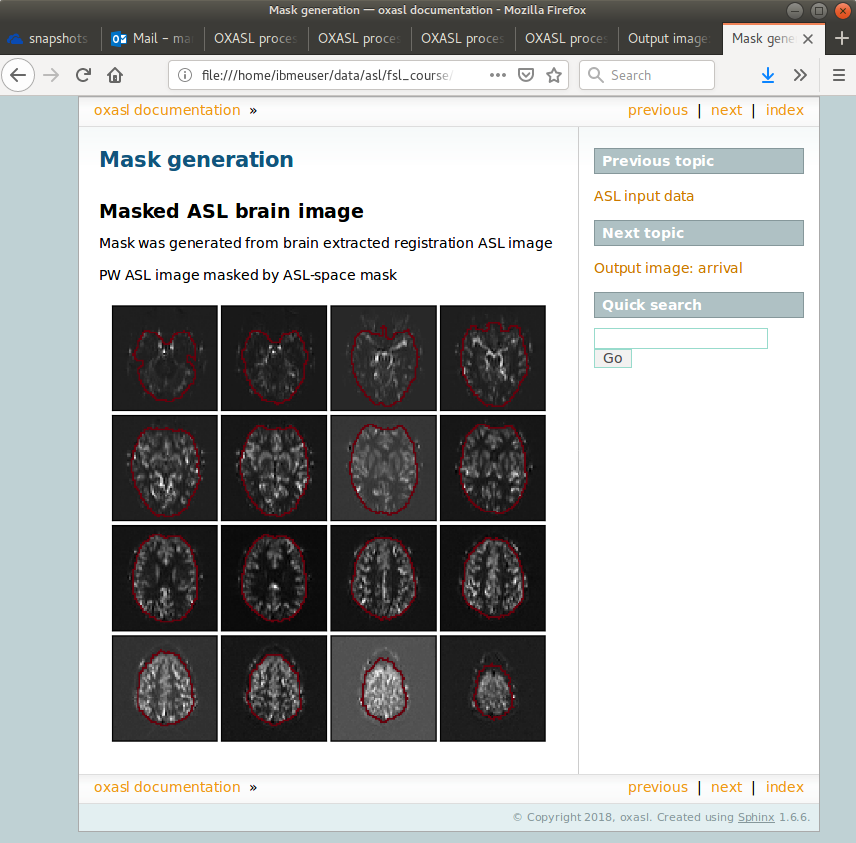 Mask generation — oxasl documentation - Mozilla Firefox
snapshots
Mail – ma
OXASL proces
OXASL proces
OXASL proces
OXASL proces
Output image
Mask gene
file:///home/ibmeuser/data/asl/fsl_course/
Search
oxasl documentation » previous | next | index
Mask generation
Masked ASL brain image
Mask was generated from brain extracted registration ASL image
PW ASL image masked by ASL-space mask
Previous topic
ASL input data
Next topic
Output image: arrival
Quick search
Go
oxasl documentation » previous | next | index
© Copyright 2018, oxasl. Created using Sphinx 1.6.6.